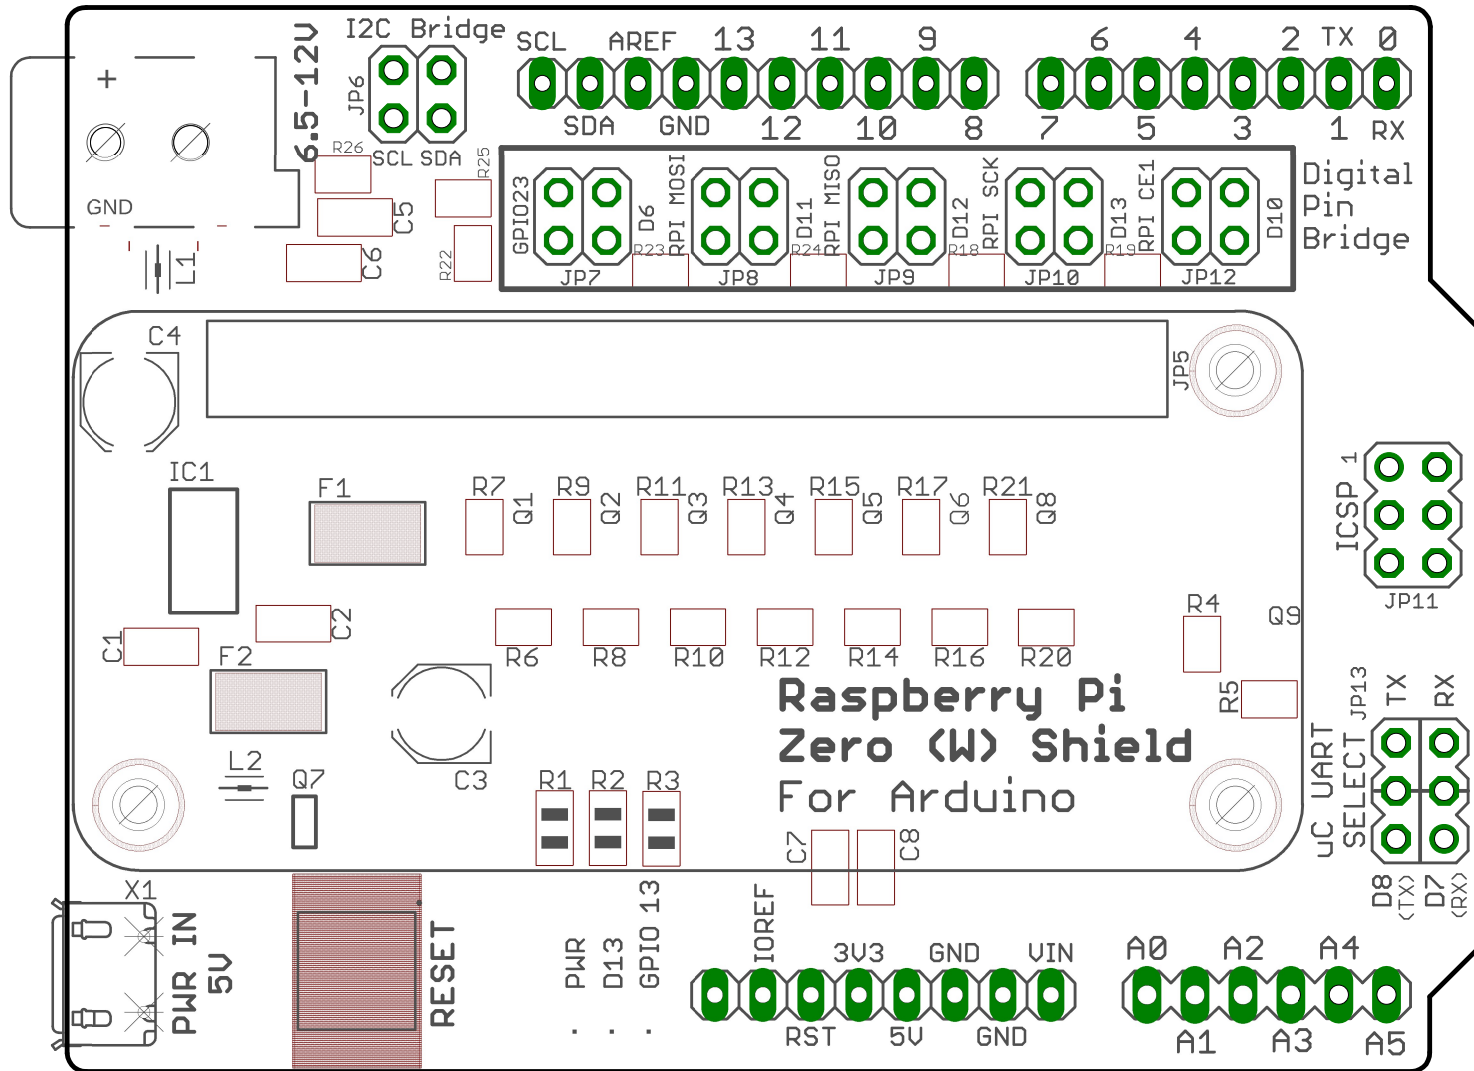 I2C Bridge
6.5-12V
JP6
SCL SDA
+
GND
SCL AREF 13 11 9
SDA GND 12 10 8
6 4 2 TX 0
7 5 3 1 RX
R26
R25
C5
C6
R22
L1
GPIO23
D6
RPI MOSI
D11
RPI MISO
D12
RPI SCK
D13
RPI CE1
D10
R23
R24
R18
R19
JP7
JP8
JP9
JP10
JP12
Digital
Pin
Bridge
C4
JP5
IC1
F1
R7
Q1
R9
Q2
R11
Q3
R13
Q4
R15
Q5
R17
Q6
R21
Q8
ICSP 1
JP11
C1
C2
F2
R6
R8
R10
R12
R14
R16
R20
R4
Q9
R5
Raspberry Pi
Zero (W) Shield
For Arduino
JP13
TX
RX
uC UART
SELECT
D8
(TX)
D7
(RX)
L2
Q7
C3
R1
R2
R3
C7
C8
X1
PWR IN
5V
RESET
PWR
D13
GPIO 13
. . .
IOREF
3V3 GND VIN
RST 5V GND
A0 A2 A4
A1 A3 A5